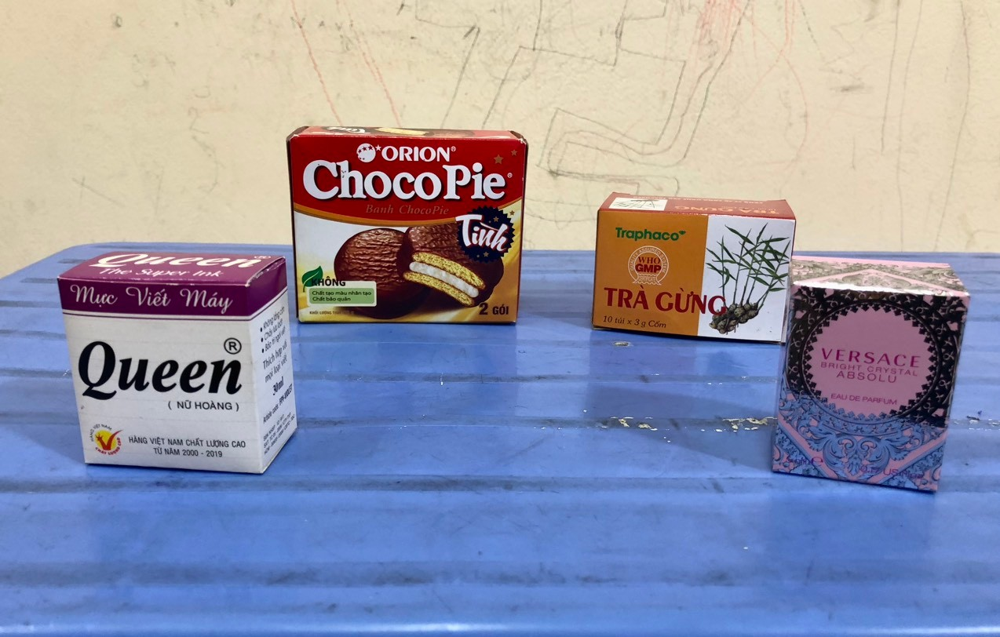 Queen
The Super Ink
Mực Viết Máy
Queen®
( NỮ HOÀNG )
HÀNG VIỆT NAM CHẤT LƯỢNG CAO
TỪ NĂM 2000 - 2019
Thích hợp với
mọi loại viết
30ml
ORION®
ChocoPie®
Bánh ChocoPie
Tình
KHÔNG
Chất tạo màu nhân tạo
Chất bảo quản
2 GÓI
TRÀ GỪNG
Traphaco
WHO
GMP
TRÀ GỪNG
10 túi x 3 g Cốm
VERSACE
BRIGHT CRYSTAL
ABSOLU
EAU DE PARFUM